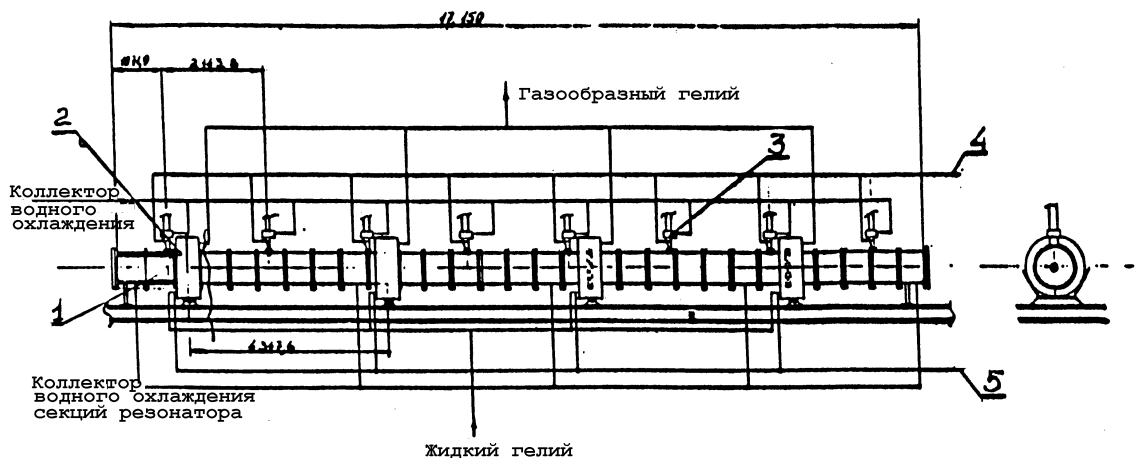 17,150
Газообразный гелий
2
3
4
Коллектор
водного
охлаждения
1
Коллектор
водного охлаждения
секций резонатора
5
Жидкий гелий